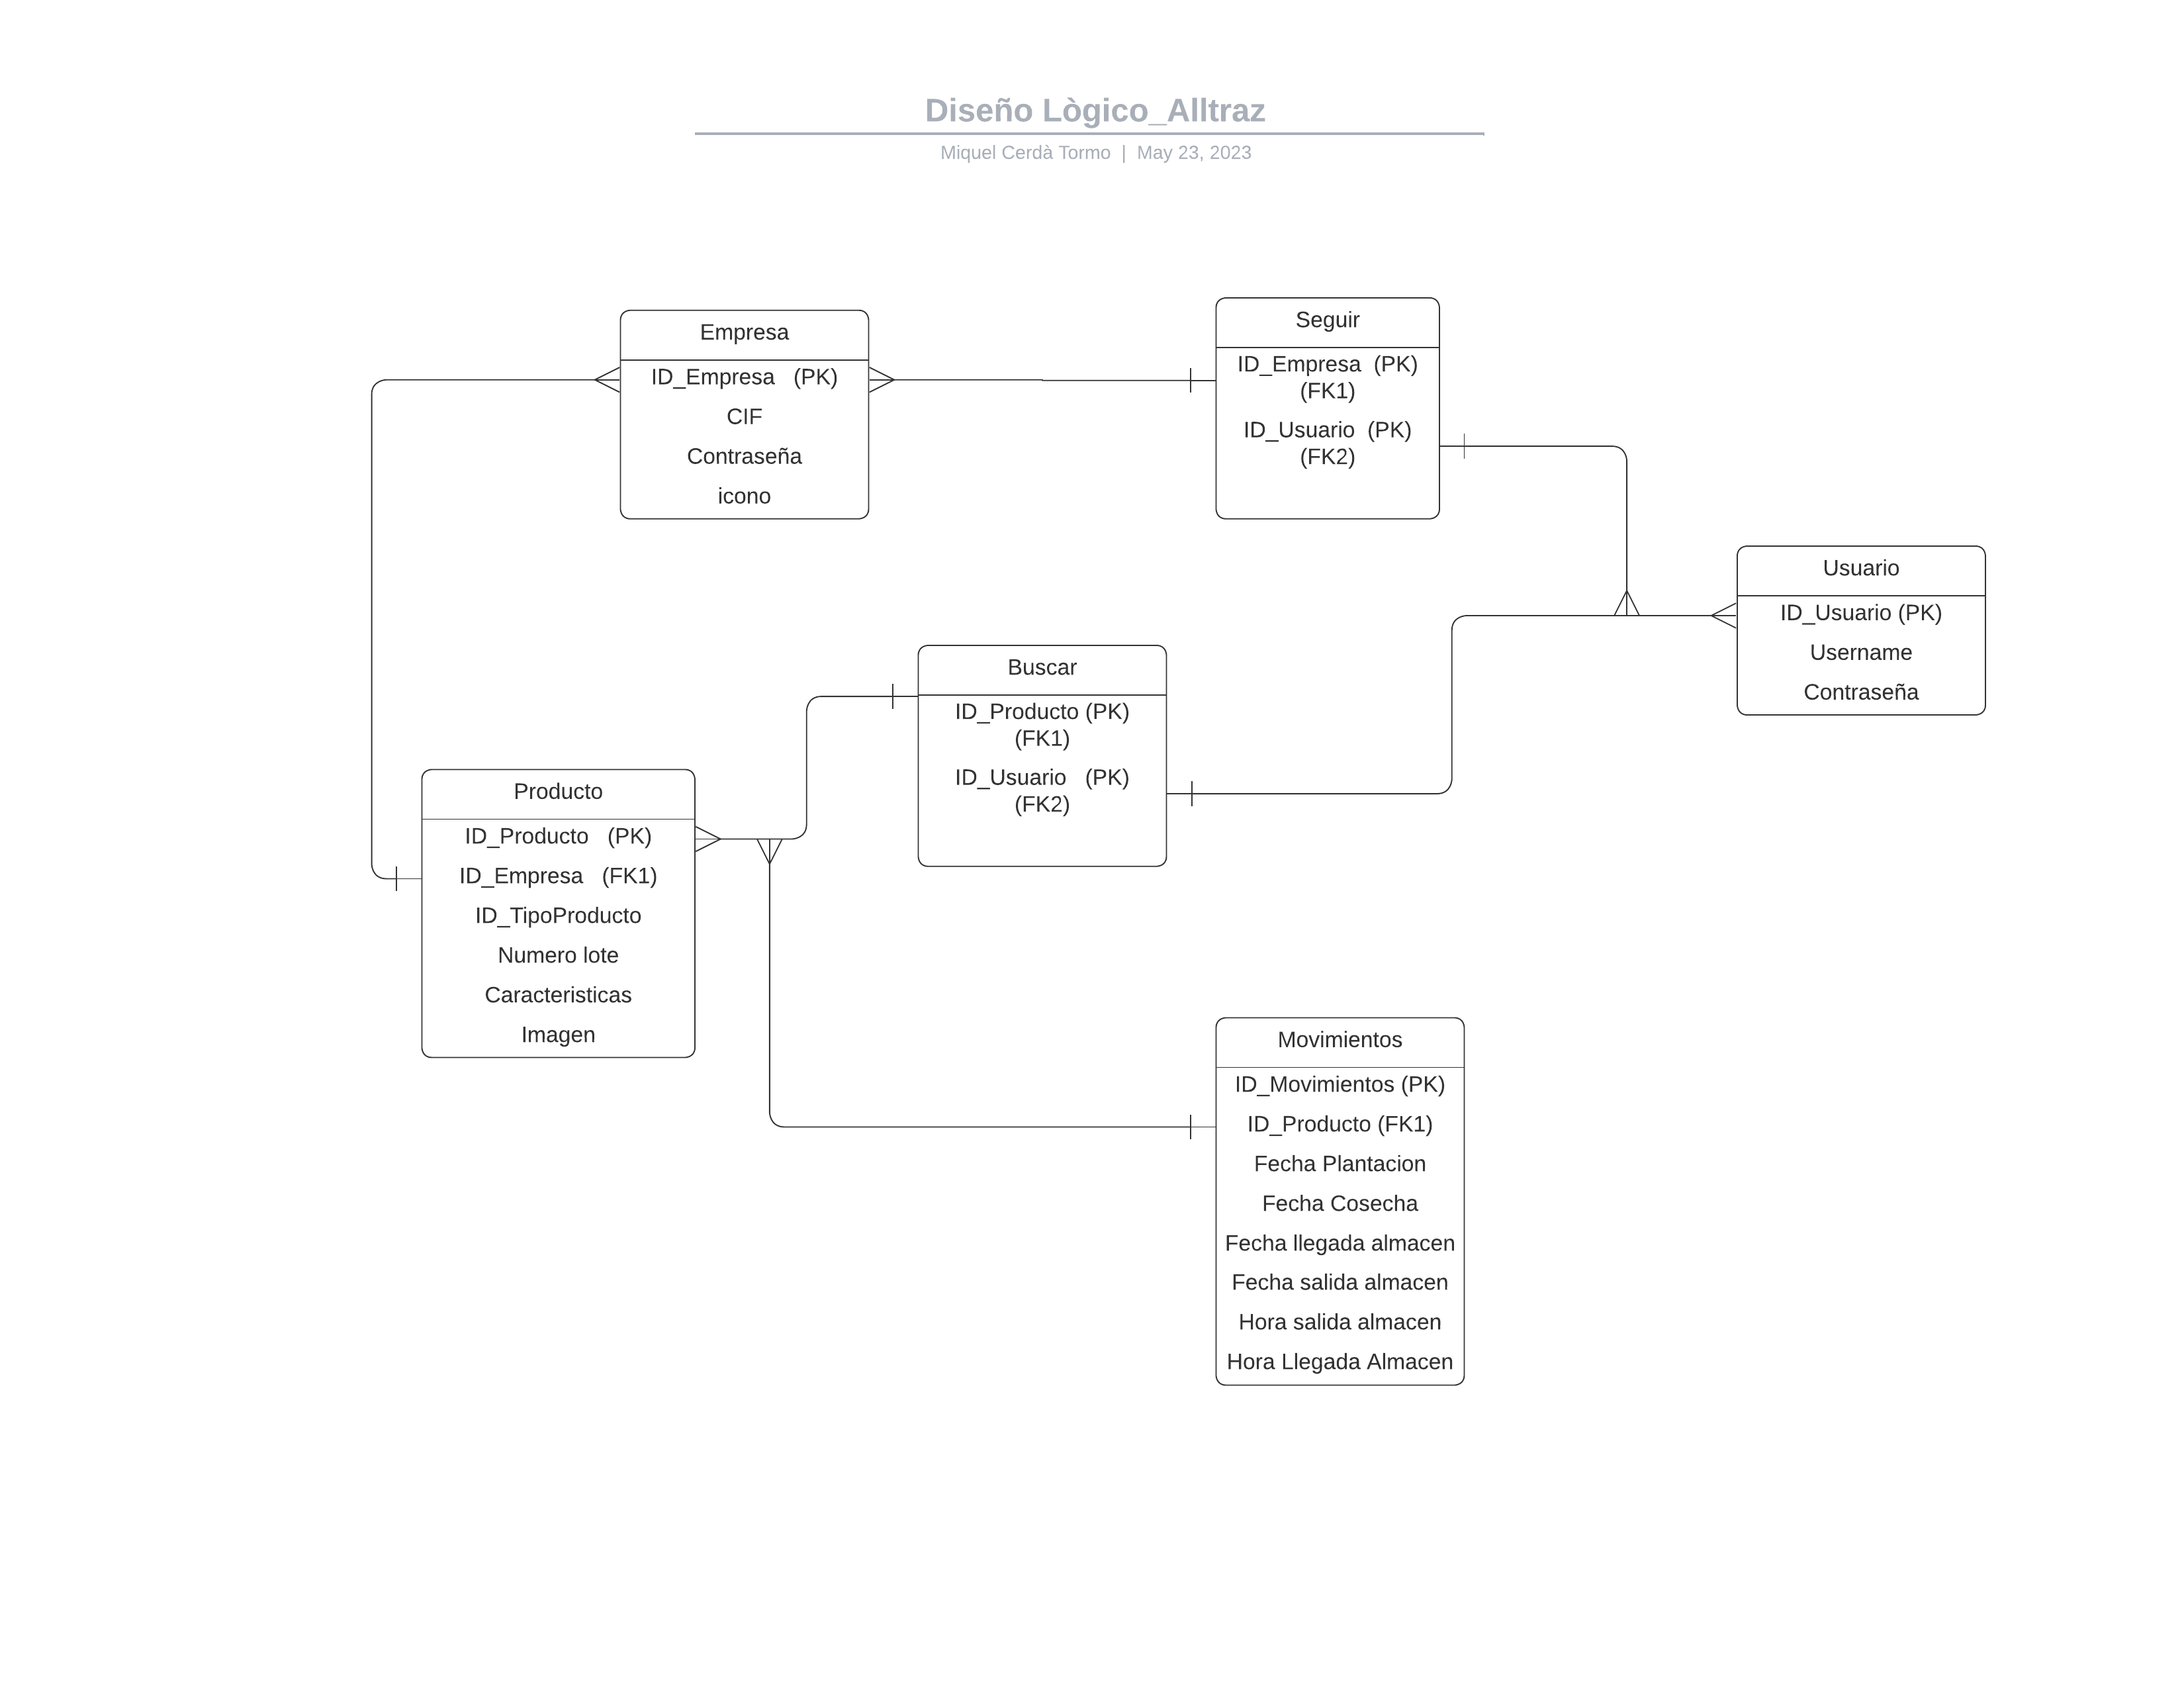 Diseño Lògico_Alltraz
Miquel Cerdà Tormo | May 23, 2023
Empresa
ID_Empresa (PK)
CIF
Contraseña
icono
Seguir
ID_Empresa (PK)
(FK1)
ID_Usuario (PK)
(FK2)
Usuario
ID_Usuario (PK)
Username
Contraseña
Buscar
ID_Producto (PK)
(FK1)
ID_Usuario (PK)
(FK2)
Producto
ID_Producto (PK)
ID_Empresa (FK1)
ID_TipoProducto
Numero lote
Caracteristicas
Imagen
Movimientos
ID_Movimientos (PK)
ID_Producto (FK1)
Fecha Plantacion
Fecha Cosecha
Fecha llegada almacen
Fecha salida almacen
Hora salida almacen
Hora Llegada Almacen